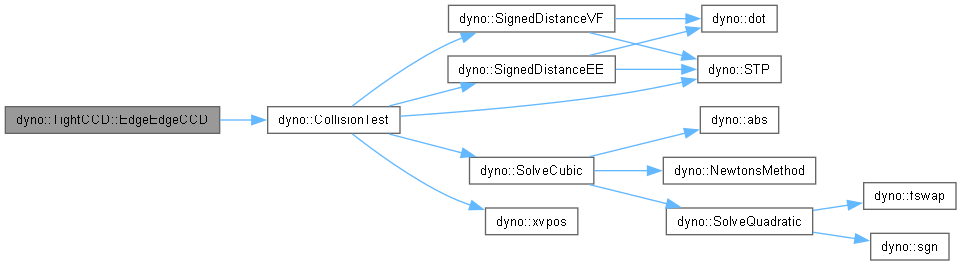 dyno::TightCCD::EdgeEdgeCCD
dyno::CollisionTest
dyno::SignedDistanceVF
dyno::SignedDistanceEE
dyno::SolveCubic
dyno::xvpos
dyno::dot
dyno::STP
dyno::abs
dyno::NewtonsMethod
dyno::SolveQuadratic
dyno::fswap
dyno::sgn